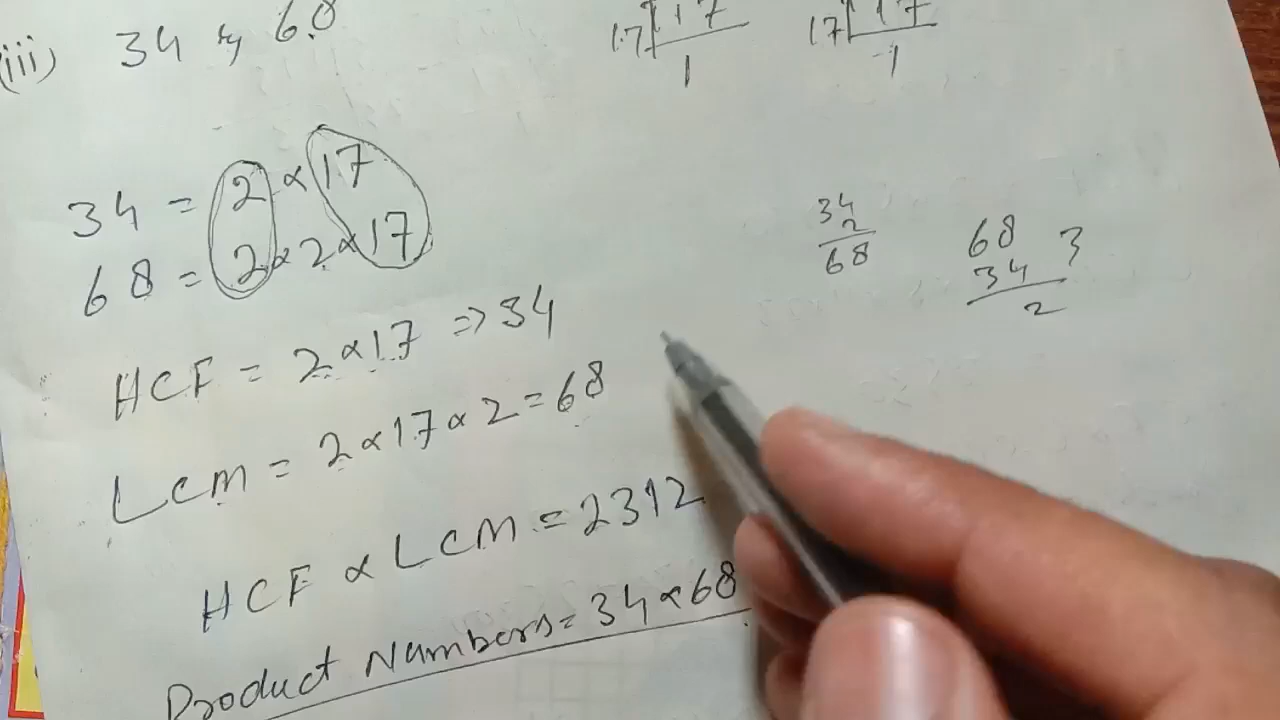 (iii) 34 , 68
17 17
1
17 17
1
34 = 2 × 17
68 = 2 × 2 × 17
HCF = 2 × 17 => 34
LCM = 2 × 17 × 2 = 68
HCF × LCM = 2312
Product Numbers = 34 × 68
34
2
68
68 3
34
2